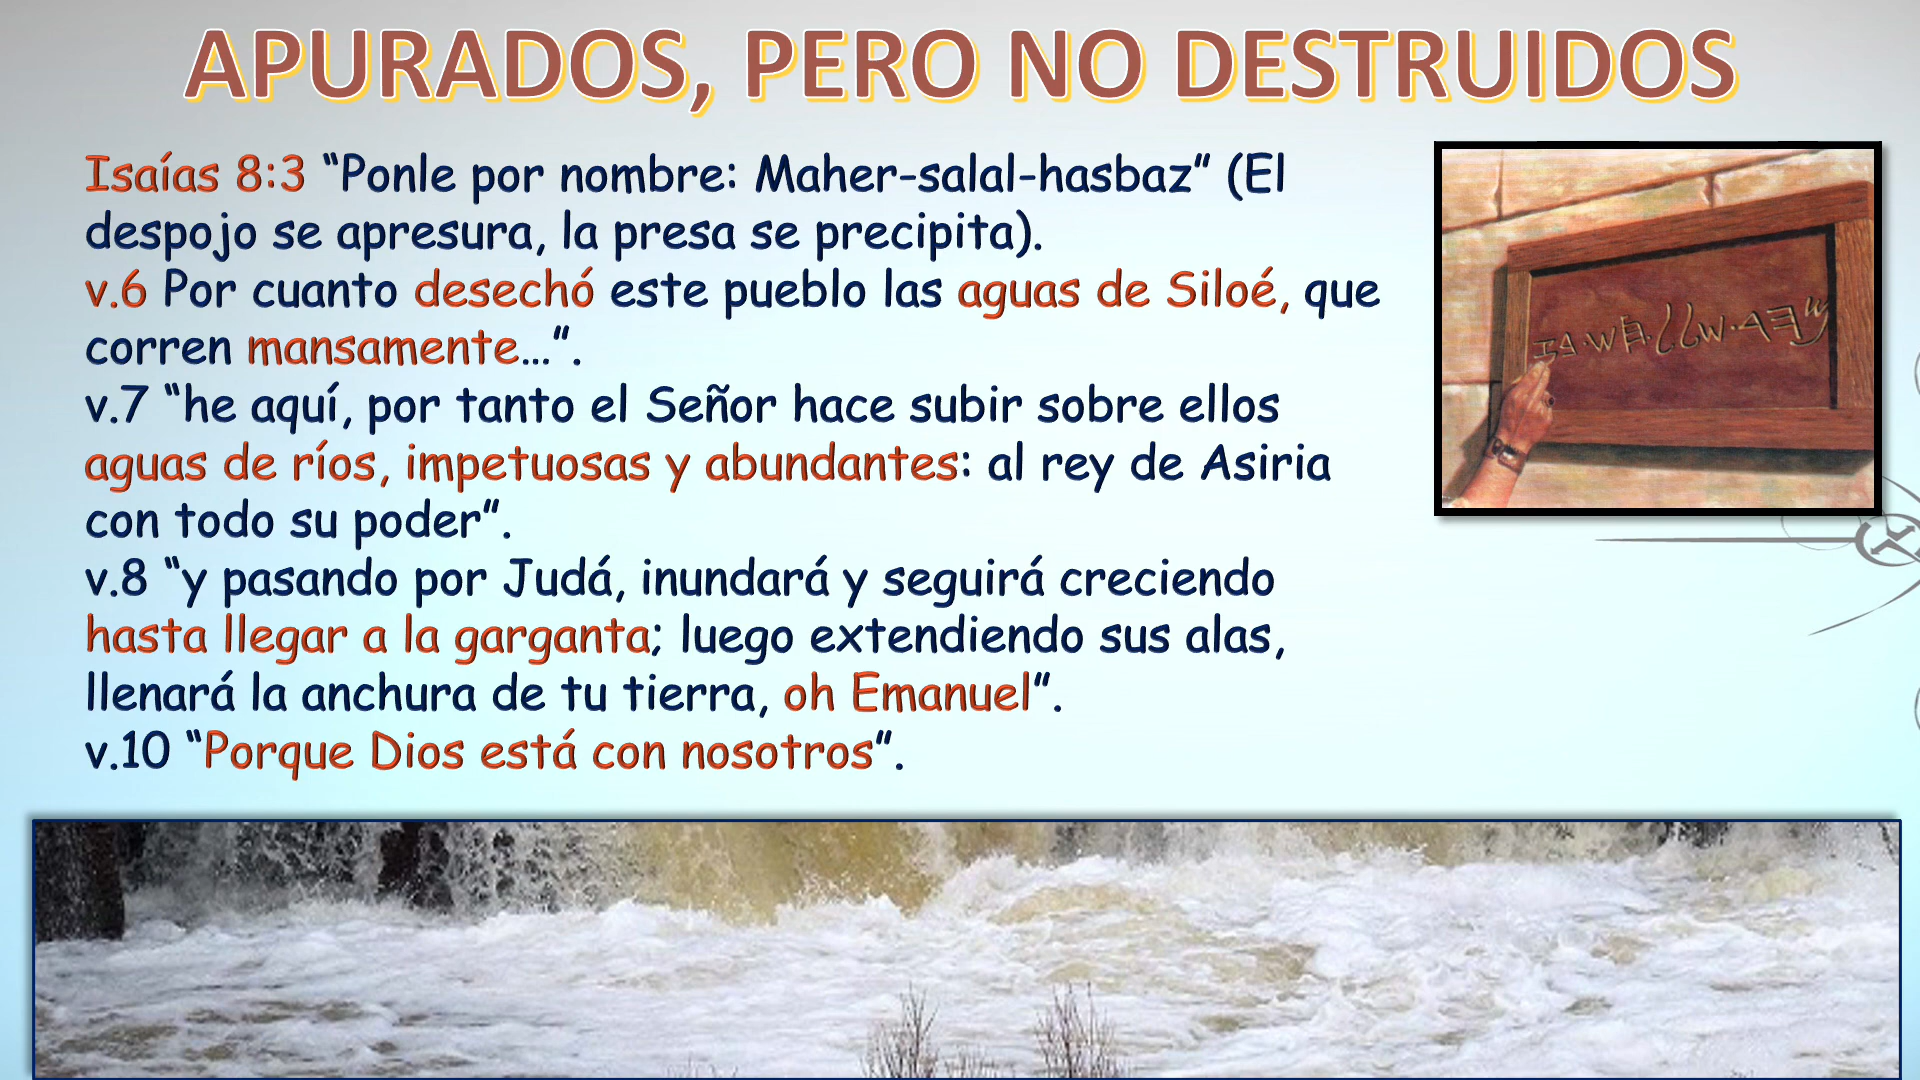 APURADOS, PERO NO DESTRUIDOS
Isaías 8:3 “Ponle por nombre: Maher-salal-hasbaz” (El
despojo se apresura, la presa se precipita).
v.6 Por cuanto desechó este pueblo las aguas de Siloé, que
corren mansamente…”.
v.7 “he aquí, por tanto el Señor hace subir sobre ellos
aguas de ríos, impetuosas y abundantes: al rey de Asiria
con todo su poder”.
v.8 “y pasando por Judá, inundará y seguirá creciendo
hasta llegar a la garganta; luego extendiendo sus alas,
llenará la anchura de tu tierra, oh Emanuel”.
v.10 “Porque Dios está con nosotros”.